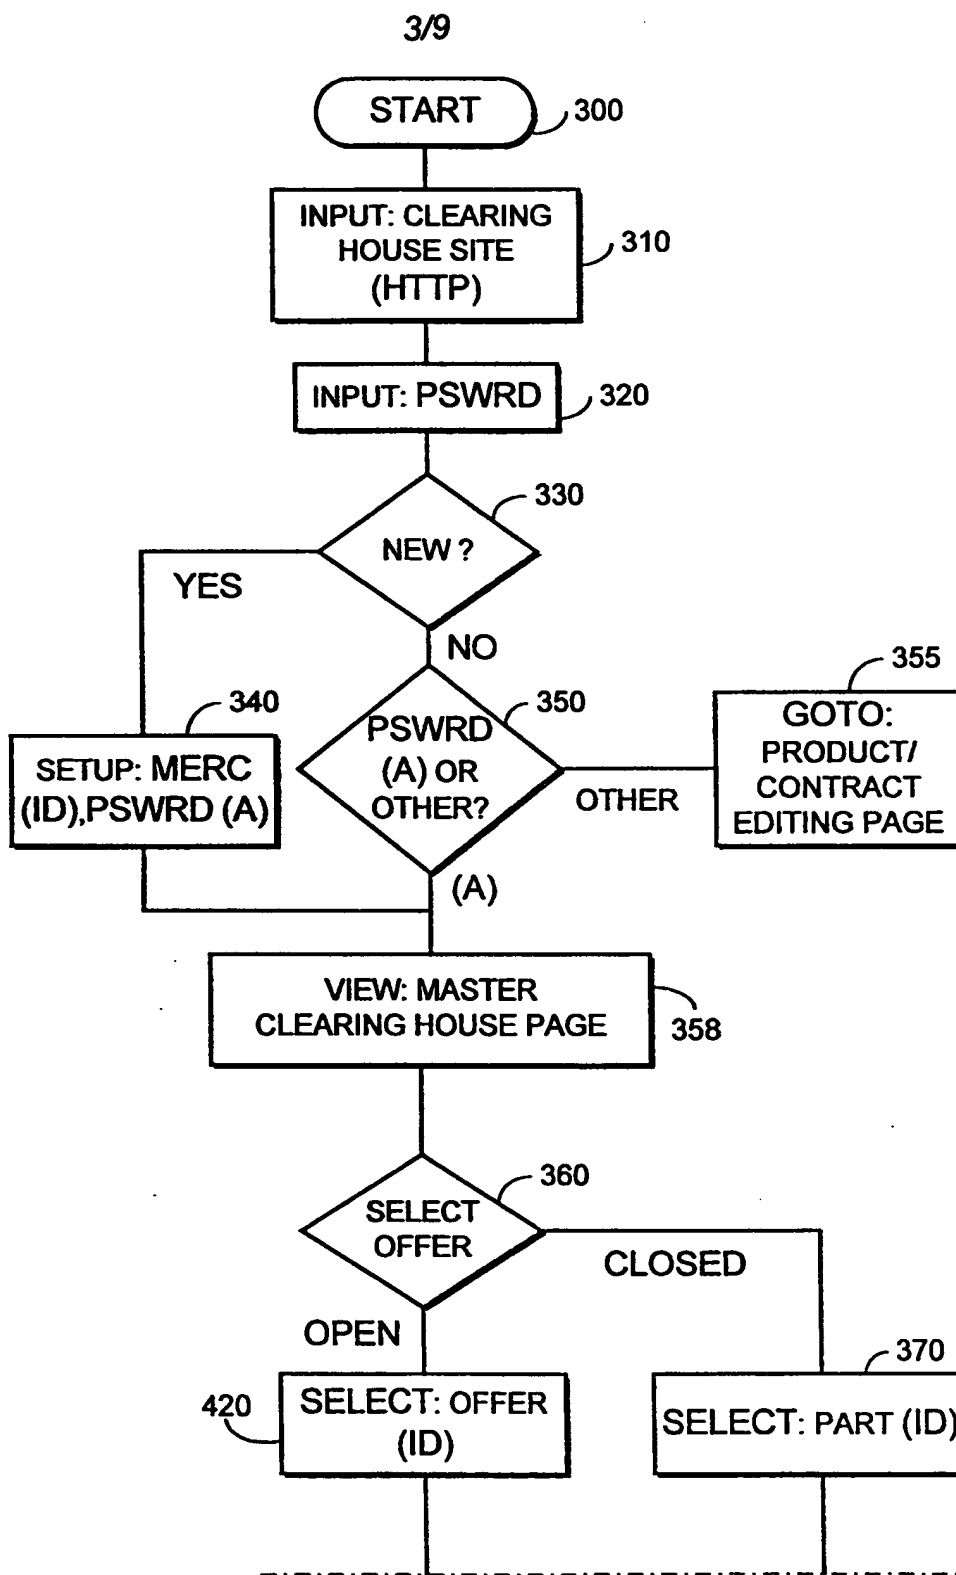 3/9
START
300
INPUT: CLEARING
HOUSE SITE
(HTTP)
310
INPUT: PSWRD
320
330
NEW ?
YES
NO
340
SETUP: MERC
(ID),PSWRD (A)
350
PSWRD
(A) OR
OTHER?
OTHER
355
GOTO:
PRODUCT/
CONTRACT
EDITING PAGE
(A)
VIEW: MASTER
CLEARING HOUSE PAGE
358
360
SELECT
OFFER
CLOSED
OPEN
420
SELECT: OFFER
(ID)
370
SELECT: PART (ID)